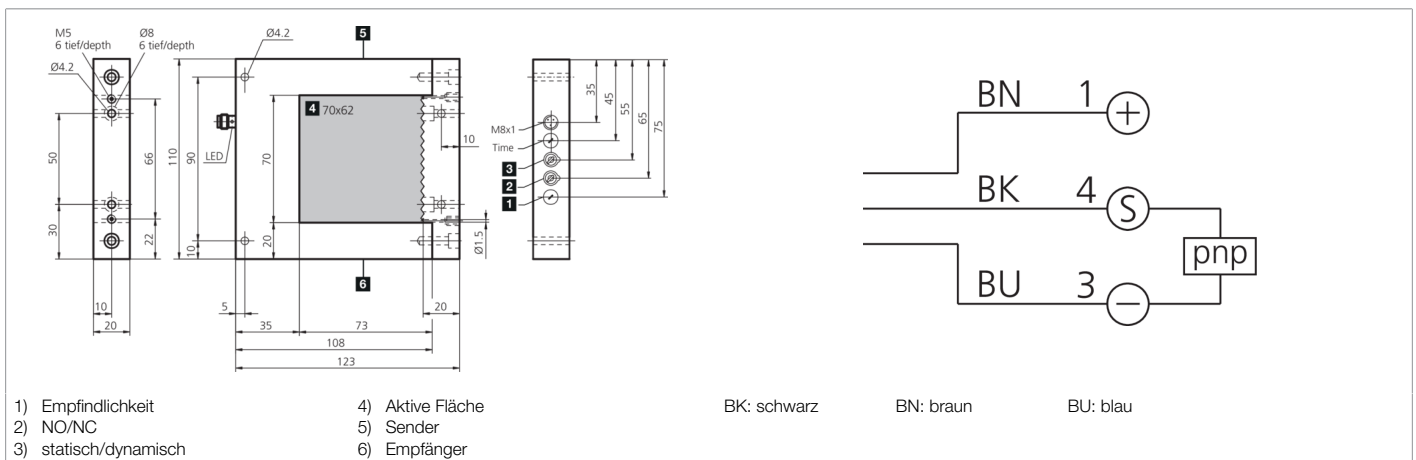 M5
6 tief/depth
Ø8
6 tief/depth
Ø4.2
50
30
66
22
10
20
Ø4.2
5
110
90
10
LED
4 70x62
70
20
10
Ø1.5
6
5
35
73
20
108
123
35
45
55
65
75
M8x1
Time
3
2
1
BN 1 +
BK 4 S
pnp
BU 3 −
1) Empfindlichkeit
2) NO/NC
3) statisch/dynamisch
4) Aktive Fläche
5) Sender
6) Empfänger
BK: schwarz BN: braun BU: blau